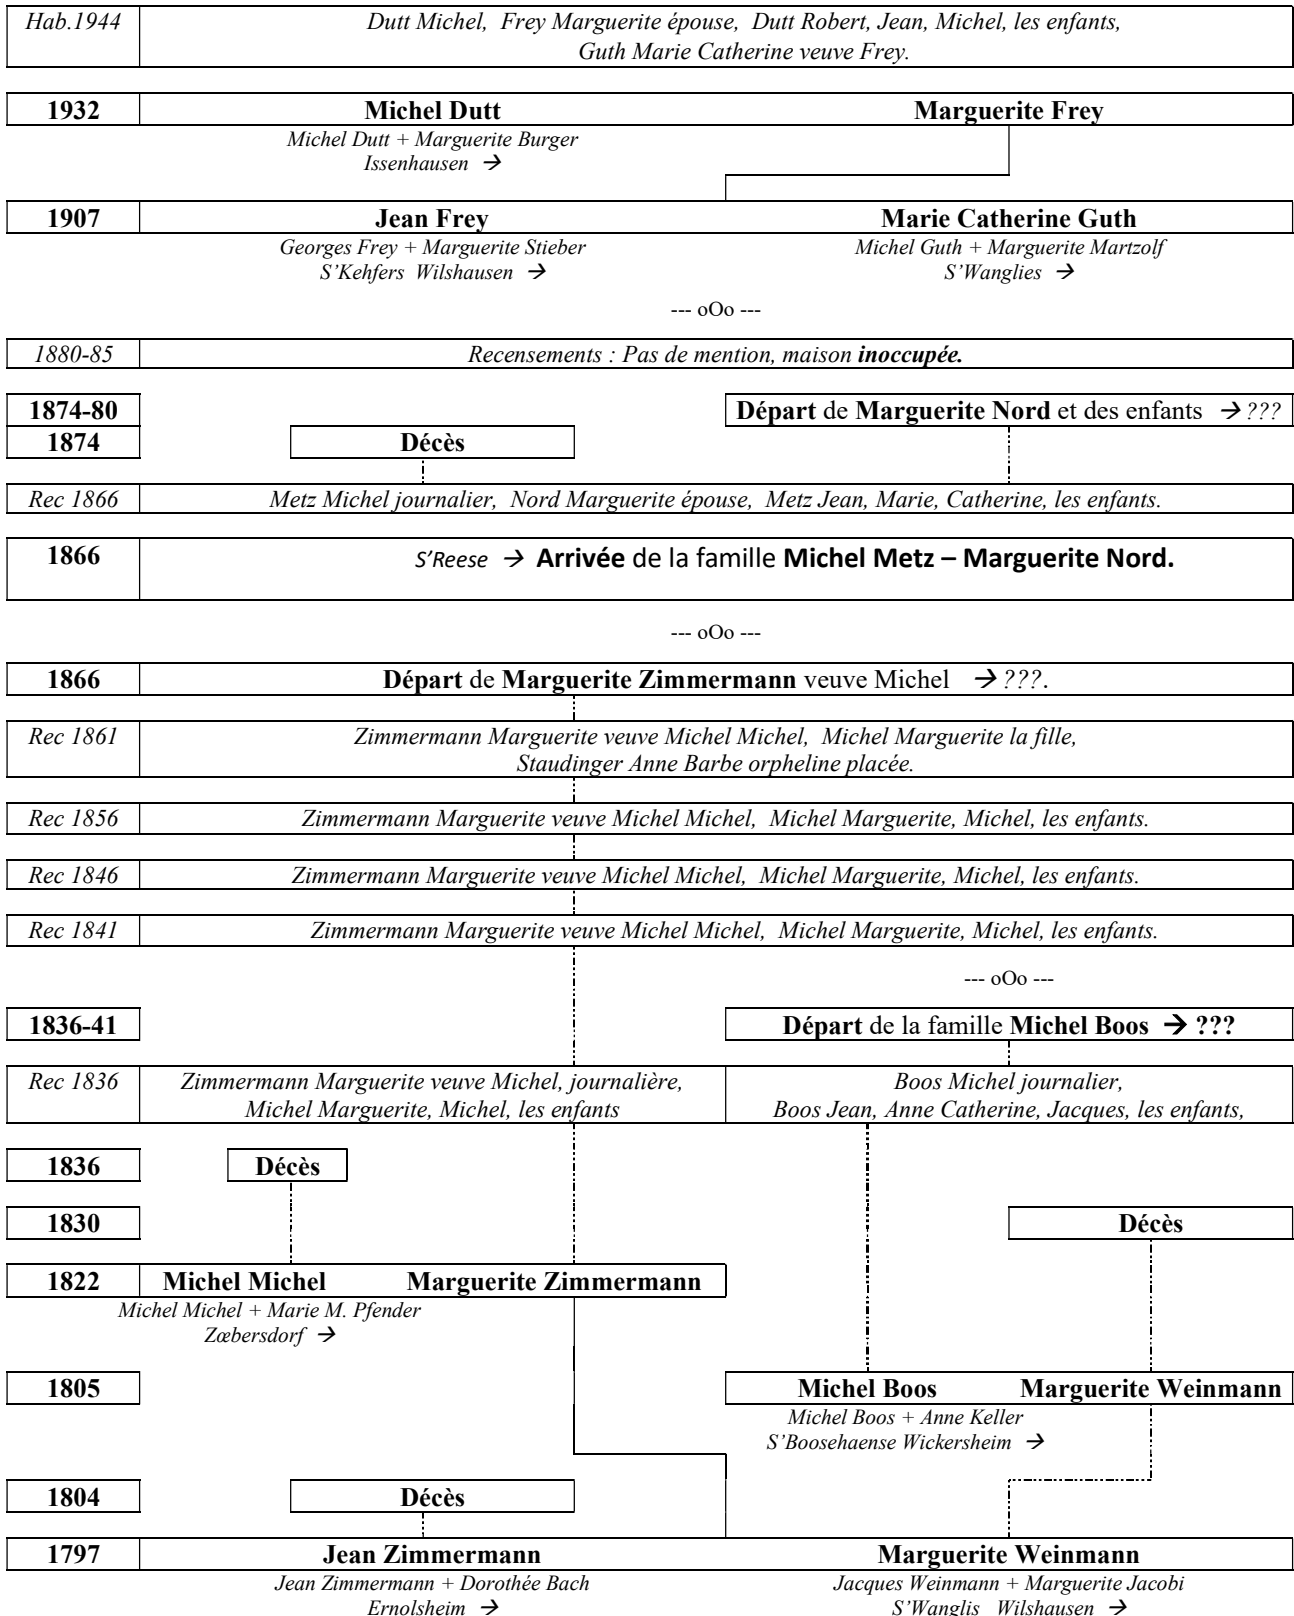 Hab.1944 Dutt Michel, Frey Marguerite épouse, Dutt Robert, Jean, Michel, les enfants,
Guth Marie Catherine veuve Frey.
1932 Michel Dutt Marguerite Frey
Michel Dutt + Marguerite Burger
Issenhausen →
1907 Jean Frey Marie Catherine Guth
Georges Frey + Marguerite Stieber Michel Guth + Marguerite Martzolf
S'Kehfers Wilshausen → S'Wanglies →
--- oOo ---
1880-85 Recensements : Pas de mention, maison inoccupée.
1874-80 Départ de Marguerite Nord et des enfants → ???
1874 Décès
Rec 1866 Metz Michel journalier, Nord Marguerite épouse, Metz Jean, Marie, Catherine, les enfants.
1866 S'Reese → Arrivée de la famille Michel Metz – Marguerite Nord.
--- oOo ---
1866 Départ de Marguerite Zimmermann veuve Michel → ???.
Rec 1861 Zimmermann Marguerite veuve Michel Michel, Michel Marguerite la fille,
Staudinger Anne Barbe orpheline placée.
Rec 1856 Zimmermann Marguerite veuve Michel Michel, Michel Marguerite, Michel, les enfants.
Rec 1846 Zimmermann Marguerite veuve Michel Michel, Michel Marguerite, Michel, les enfants.
Rec 1841 Zimmermann Marguerite veuve Michel Michel, Michel Marguerite, Michel, les enfants.
--- oOo ---
1836-41 Départ de la famille Michel Boos → ???
Rec 1836 Zimmermann Marguerite veuve Michel, journalière, Boos Michel journalier,
Michel Marguerite, Michel, les enfants Boos Jean, Anne Catherine, Jacques, les enfants,
1836 Décès
1830 Décès
1822 Michel Michel Marguerite Zimmermann
Michel Michel + Marie M. Pfender
Zœbersdorf →
1805 Michel Boos Marguerite Weinmann
Michel Boos + Anne Keller
S'Boosehaense Wickersheim →
1804 Décès
1797 Jean Zimmermann Marguerite Weinmann
Jean Zimmermann + Dorothée Bach Jacques Weinmann + Marguerite Jacobi
Ernolsheim → S'Wanglis Wilshausen →